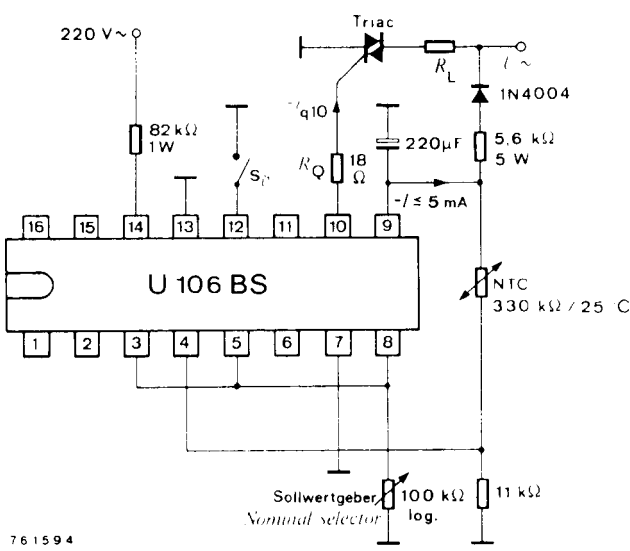 Triac
220 V~
R_L
1N4004
-I_q10
82 kΩ
1W
220µF
5,6 kΩ
5 W
R_Q
18
Ω
-I ≤ 5 mA
16 15 14 13 12 11 10 9
U 106 BS
NTC
330 kΩ / 25 °C
1 2 3 4 5 6 7 8
Sollwertgeber
Nominal selector
100 kΩ
log.
11 kΩ
761594